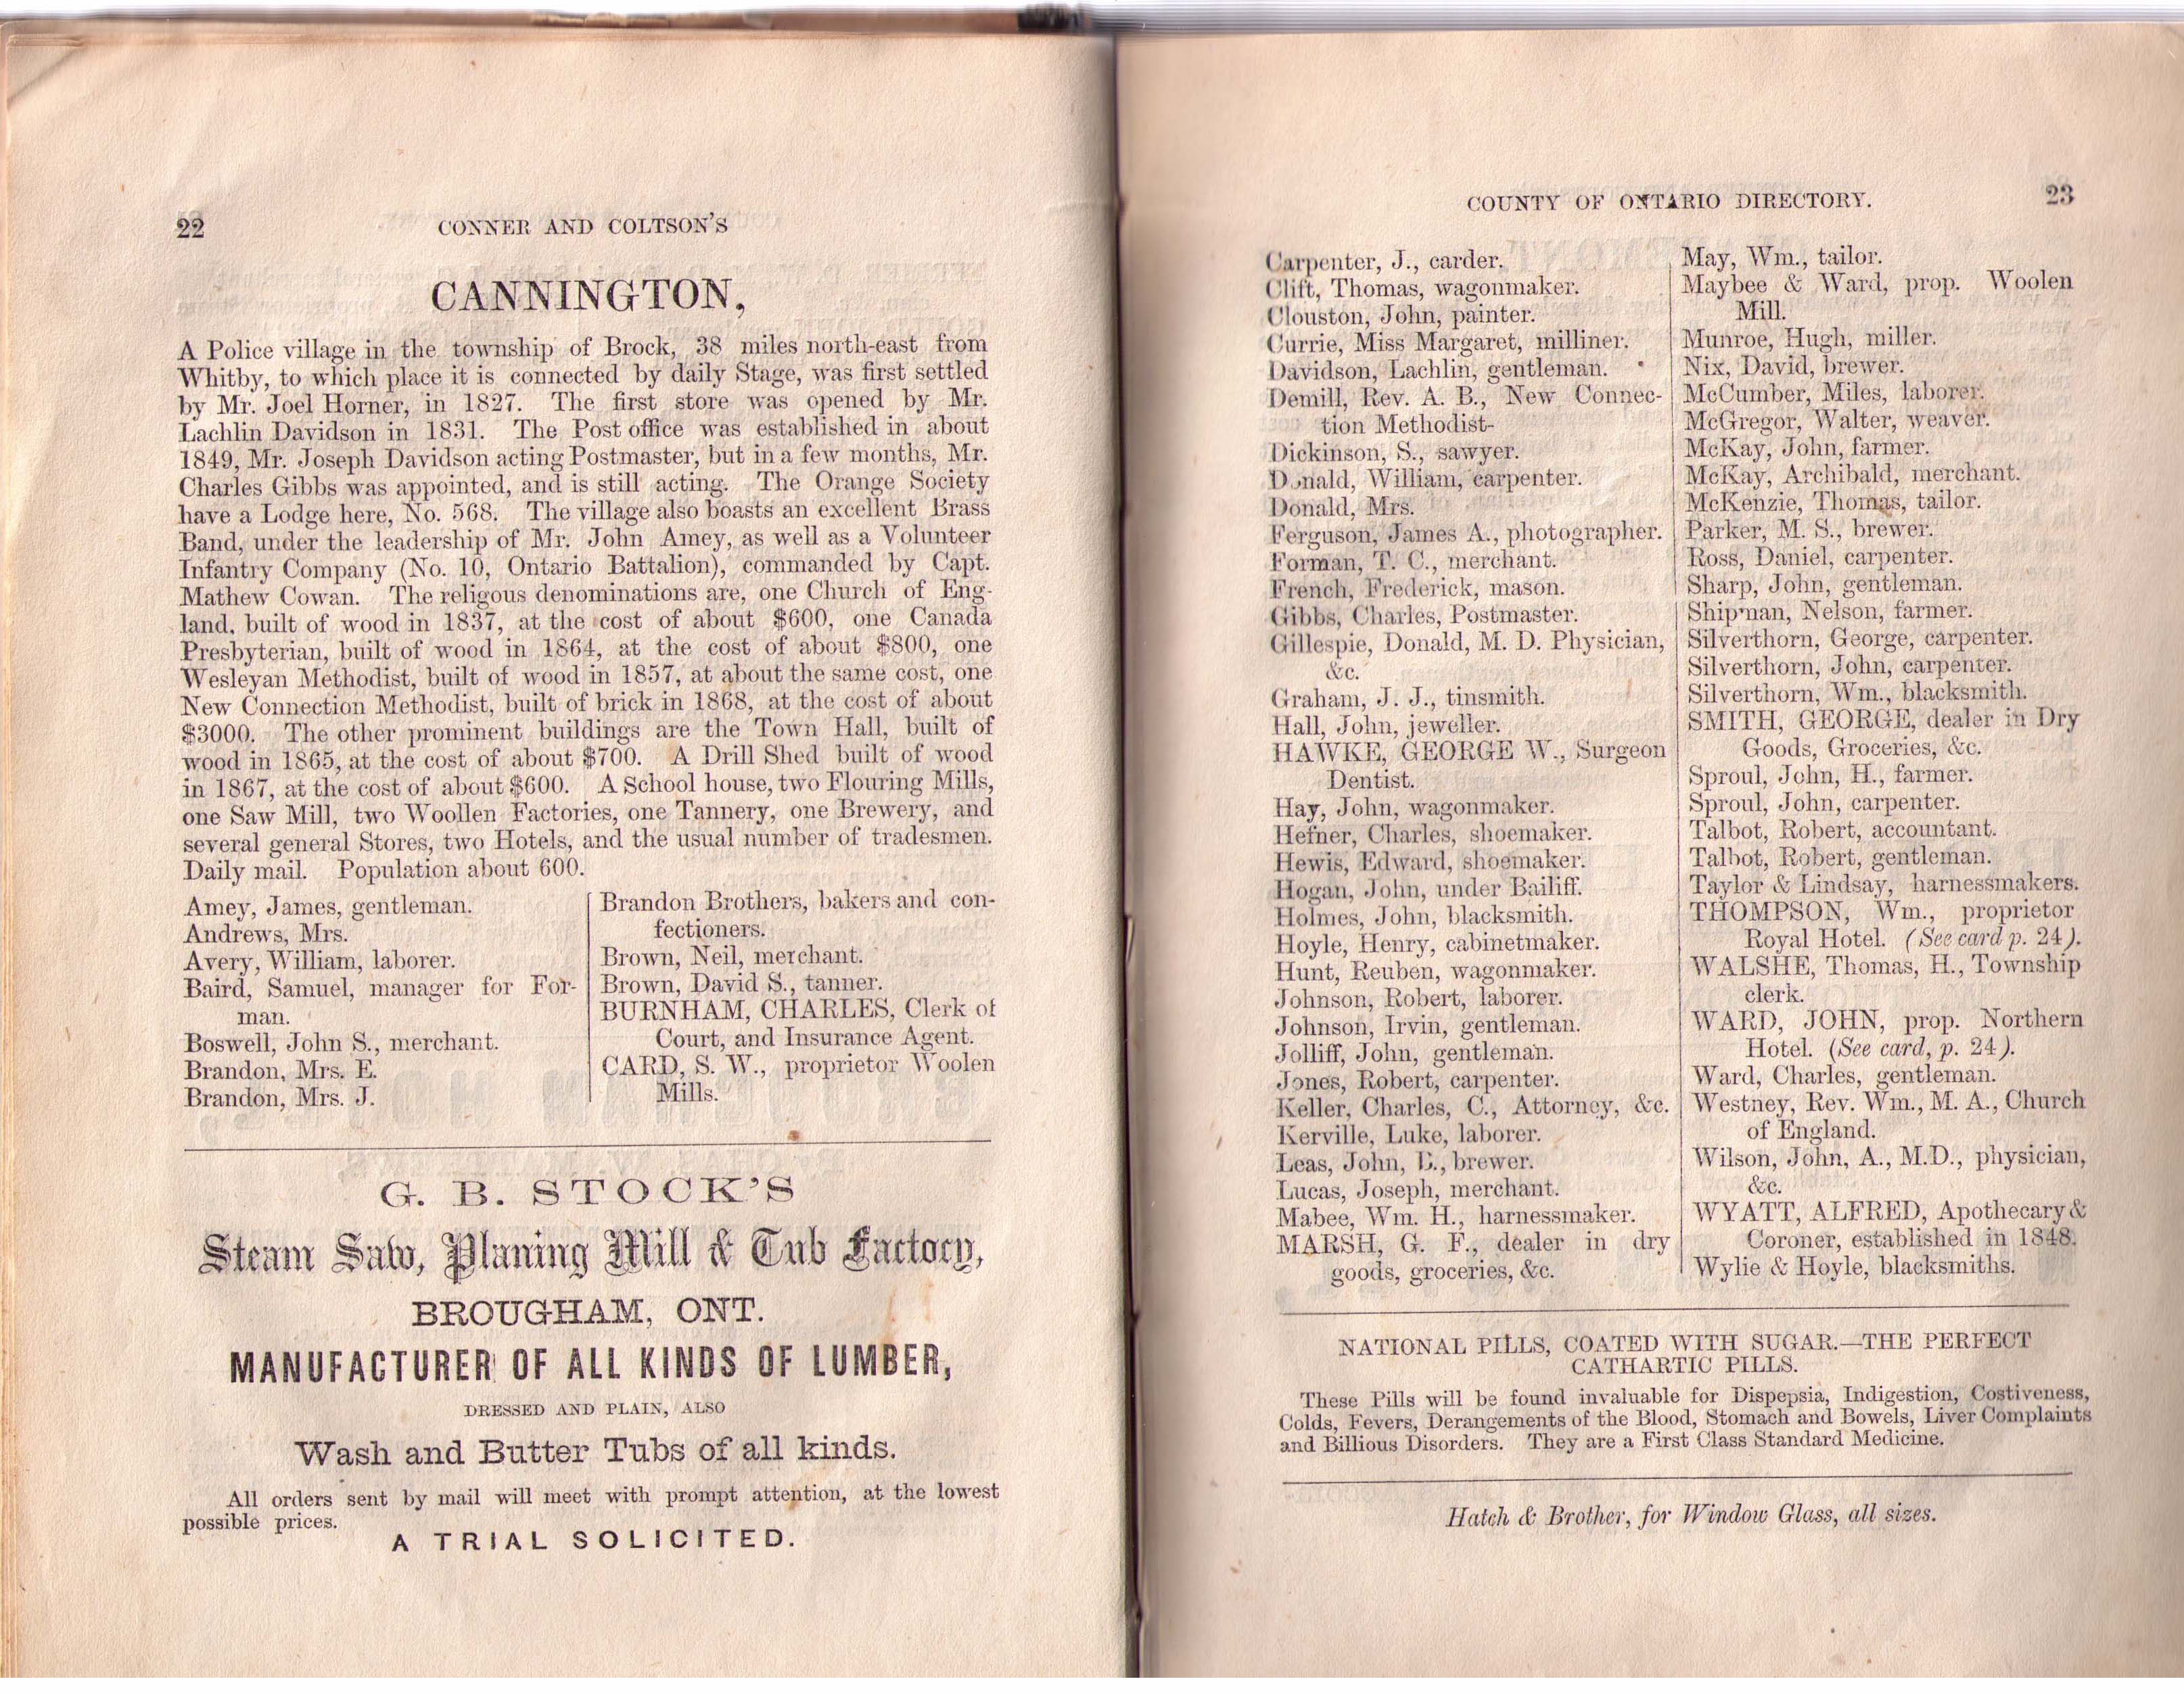 22
CONNER AND COLTSON'S
CANNINGTON,
A Police village in the township of Brock, 38 miles north-east from
Whitby, to which place it is connected by daily Stage, was first settled
by Mr. Joel Horner, in 1827. The first store was opened by Mr.
Lachlin Davidson in 1831. The Post office was established in about
1849, Mr. Joseph Davidson acting Postmaster, but in a few months, Mr.
Charles Gibbs was appointed, and is still acting. The Orange Society
have a Lodge here, No. 568. The village also boasts an excellent Brass
Band, under the leadership of Mr. John Amey, as well as a Volunteer
Infantry Company (No. 10, Ontario Battalion), commanded by Capt.
Mathew Cowan. The religous denominations are, one Church of Eng-
land, built of wood in 1837, at the cost of about $600, one Canada
Presbyterian, built of wood in 1864, at the cost of about $800, one
Wesleyan Methodist, built of wood in 1857, at about the same cost, one
New Connection Methodist, built of brick in 1868, at the cost of about
$3000. The other prominent buildings are the Town Hall, built of
wood in 1865, at the cost of about $700. A Drill Shed built of wood
in 1867, at the cost of about $600. A School house, two Flouring Mills,
one Saw Mill, two Woollen Factories, one Tannery, one Brewery, and
several general Stores, two Hotels, and the usual number of tradesmen.
Daily mail. Population about 600.
Amey, James, gentleman.
Andrews, Mrs.
Avery, William, laborer.
Baird, Samuel, manager for For-
man.
Boswell, John S., merchant.
Brandon, Mrs. E.
Brandon, Mrs. J.
Brandon Brothers, bakers and con-
fectioners.
Brown, Neil, merchant.
Brown, David S., tanner.
BURNHAM, CHARLES, Clerk of
Court, and Insurance Agent.
CARD, S. W., proprietor Woolen
Mills.
G. B. STOCK'S
Steam Saw, Planing Mill & Tub Factory,
BROUGHAM, ONT.
MANUFACTURER OF ALL KINDS OF LUMBER,
DRESSED AND PLAIN, ALSO
Wash and Butter Tubs of all kinds.
All orders sent by mail will meet with prompt attention, at the lowest
possible prices.
A TRIAL SOLICITED.
COUNTY OF ONTARIO DIRECTORY.
23
Carpenter, J., carder.
Clift, Thomas, wagonmaker.
Clouston, John, painter.
Currie, Miss Margaret, milliner.
Davidson, Lachlin, gentleman.
Demill, Rev. A. B., New Connec-
tion Methodist-
Dickinson, S., sawyer.
Donald, William, carpenter.
Donald, Mrs.
Ferguson, James A., photographer.
Forman, T. C., merchant.
French, Frederick, mason.
Gibbs, Charles, Postmaster.
Gillespie, Donald, M. D. Physician,
&c.
Graham, J. J., tinsmith.
Hall, John, jeweller.
HAWKE, GEORGE W., Surgeon
Dentist.
Hay, John, wagonmaker.
Hefner, Charles, shoemaker.
Hewis, Edward, shoemaker.
Hogan, John, under Bailiff.
Holmes, John, blacksmith.
Hoyle, Henry, cabinetmaker.
Hunt, Reuben, wagonmaker.
Johnson, Robert, laborer.
Johnson, Irvin, gentleman.
Jolliff, John, gentleman.
Jones, Robert, carpenter.
Keller, Charles, C., Attorney, &c.
Kerville, Luke, laborer.
Leas, John, brewer.
Lucas, Joseph, merchant.
Mabee, Wm. H., harnessmaker.
MARSH, G. F., dealer in dry
goods, groceries, &c.
May, Wm., tailor.
Maybee & Ward, prop. Woolen
Mill.
Munroe, Hugh, miller.
Nix, David, brewer.
McCumber, Miles, laborer.
McGregor, Walter, weaver.
McKay, John, farmer.
McKay, Archibald, merchant.
McKenzie, Thomas, tailor.
Parker, M. S., brewer.
Ross, Daniel, carpenter.
Sharp, John, gentleman.
Shipman, Nelson, farmer.
Silverthorn, George, carpenter.
Silverthorn, John, carpenter.
Silverthorn, Wm., blacksmith.
SMITH, GEORGE, dealer in Dry
Goods, Groceries, &c.
Sproul, John, H., farmer.
Sproul, John, carpenter.
Talbot, Robert, accountant.
Talbot, Robert, gentleman.
Taylor & Lindsay, harnessmakers.
THOMPSON, Wm., proprietor
Royal Hotel. (See card p. 24).
WALSHE, Thomas, H., Township
clerk.
WARD, JOHN, prop. Northern
Hotel. (See card, p. 24).
Ward, Charles, gentleman.
Westney, Rev. Wm., M. A., Church
of England.
Wilson, John, A., M.D., physician,
&c.
WYATT, ALFRED, Apothecary &
Coroner, established in 1848.
Wylie & Hoyle, blacksmiths.
NATIONAL PILLS, COATED WITH SUGAR.—THE PERFECT
CATHARTIC PILLS.
These Pills will be found invaluable for Dispepsia, Indigestion, Costiveness,
Colds, Fevers, Derangements of the Blood, Stomach and Bowels, Liver Complaints
and Billious Disorders. They are a First Class Standard Medicine.
Hatch & Brother, for Window Glass, all sizes.